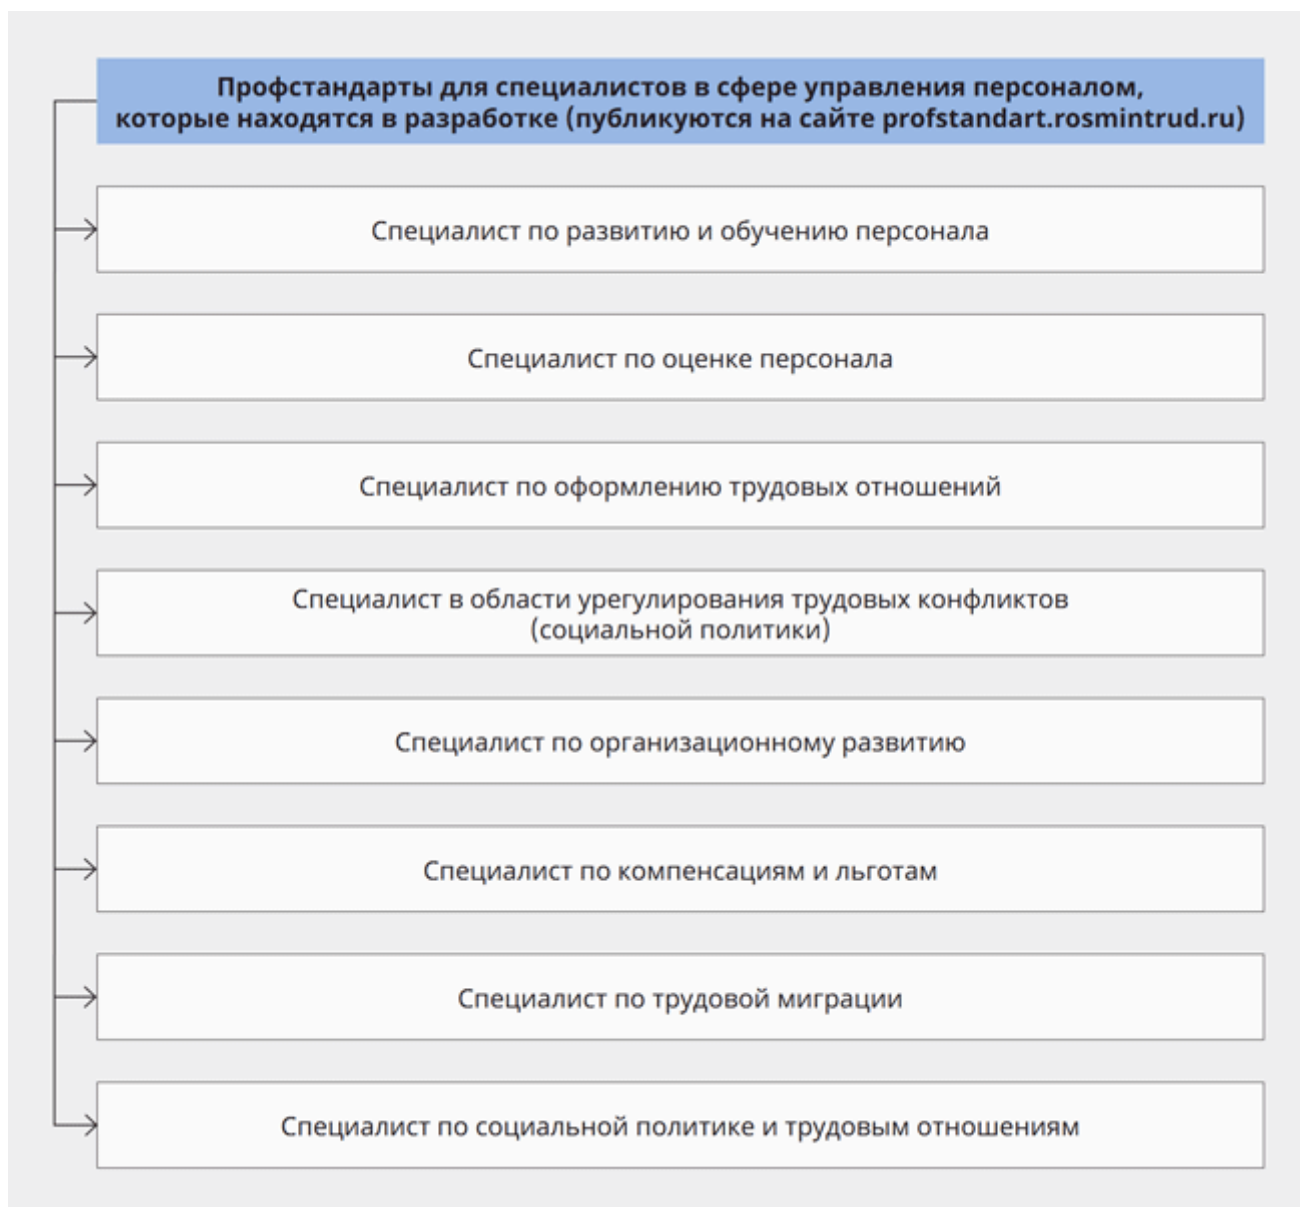 Профстандарты для специалистов в сфере управления персоналом,
которые находятся в разработке (публикуются на сайте profstandart.rosmintrud.ru)
Специалист по развитию и обучению персонала
Специалист по оценке персонала
Специалист по оформлению трудовых отношений
Специалист в области урегулирования трудовых конфликтов
(социальной политики)
Специалист по организационному развитию
Специалист по компенсациям и льготам
Специалист по трудовой миграции
Специалист по социальной политике и трудовым отношениям